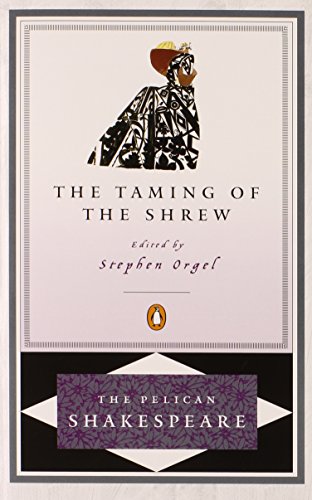 THE TAMING OF
THE SHREW
Edited by
Stephen Orgel
THE PELICAN
SHAKESPEARE